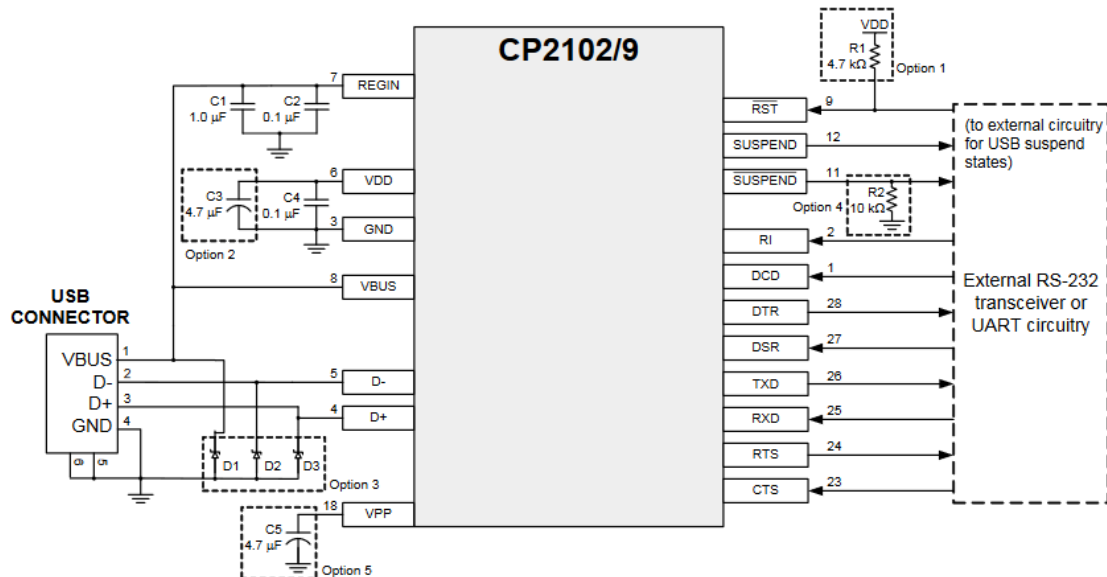 CP2102/9
7
REGIN
C1
1.0 µF
C2
0.1 µF
6
VDD
C3
4.7 µF
C4
0.1 µF
3
GND
Option 2
8
VBUS
USB
CONNECTOR
VBUS
1
D-
2
D+
3
GND
4
6
5
5
D-
4
D+
D1
D2
D3
Option 3
18
VPP
C5
4.7 µF
Option 5
VDD
R1
4.7 kΩ
Option 1
RST
9
SUSPEND
12
SUSPEND
11
R2
10 kΩ
Option 4
RI
2
DCD
1
DTR
28
DSR
27
TXD
26
RXD
25
RTS
24
CTS
23
(to external circuitry
for USB suspend
states)
External RS-232
transceiver or
UART circuitry